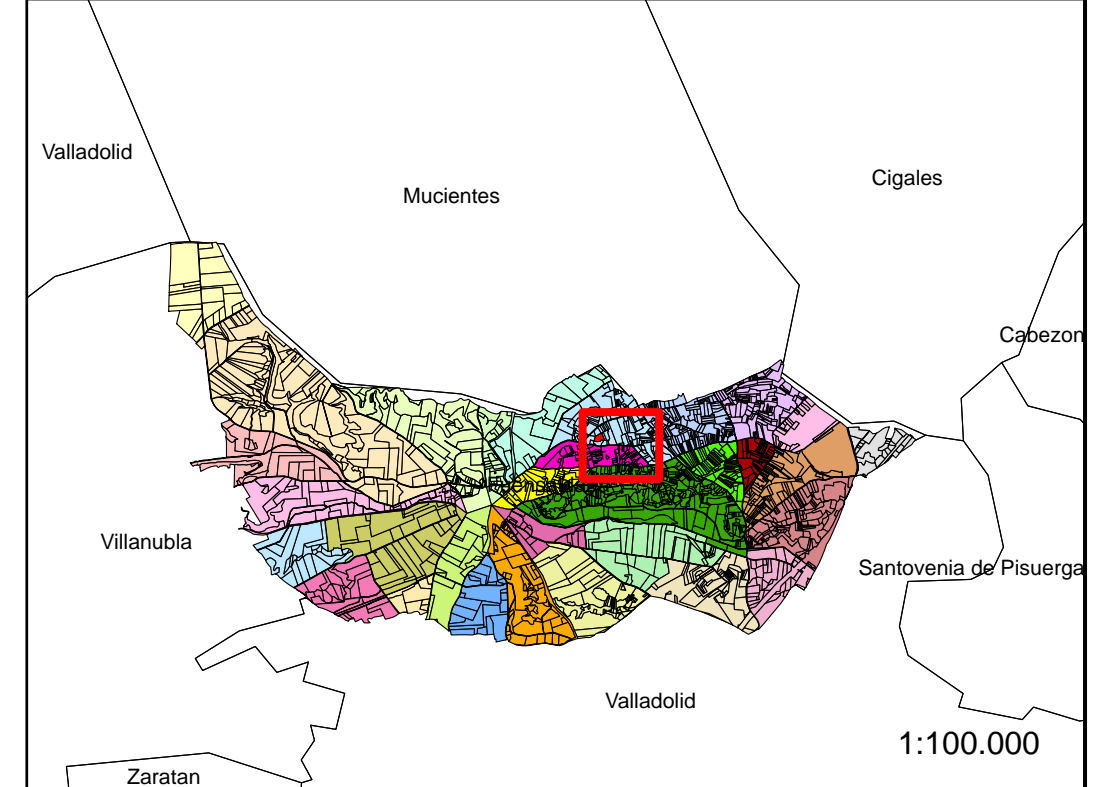 Valladolid
Cigales
Mucientes
Cabezon
Villanubla
Santovenia de Pisuerga
Valladolid
1:100.000
Zaratan